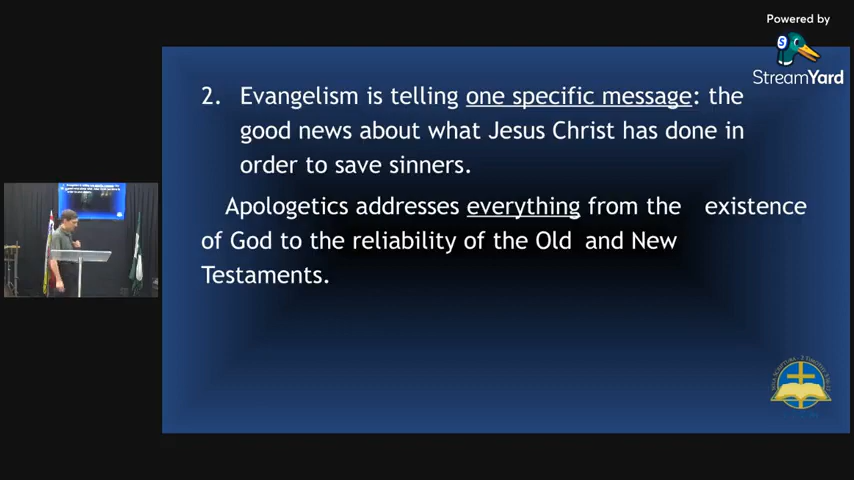 Powered by
StreamYard
2. Evangelism is telling one specific message: the
good news about what Jesus Christ has done in
order to save sinners.
Apologetics addresses everything from the existence
of God to the reliability of the Old and New
Testaments.